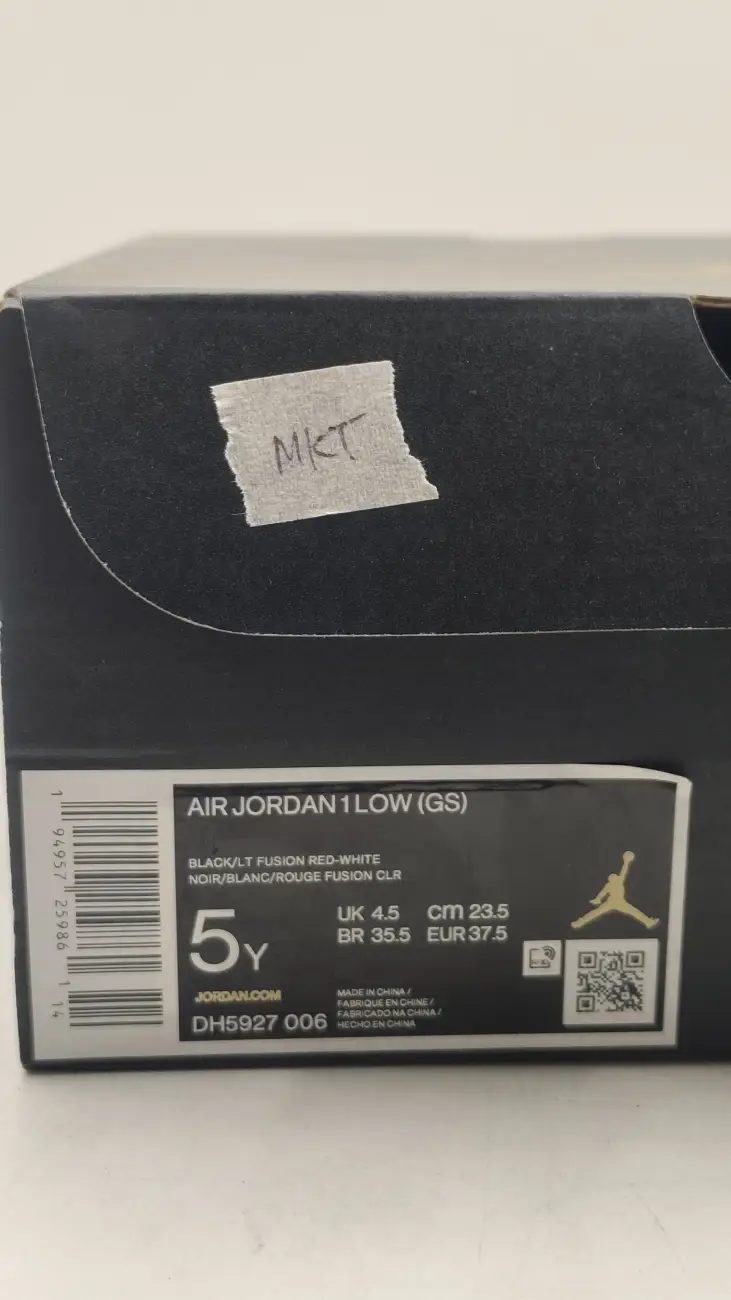 MKT
AIR JORDAN 1 LOW (GS)
BLACK/LT FUSION RED-WHITE
NOIR/BLANC/ROUGE FUSION CLR
5Y
UK 4.5 cm 23.5
BR 35.5 EUR 37.5
JORDAN.COM
DH5927 006
MADE IN CHINA /
FABRIQUE EN CHINE /
FABRICADO NA CHINA /
HECHO EN CHINA
1 94957 25986 1 14